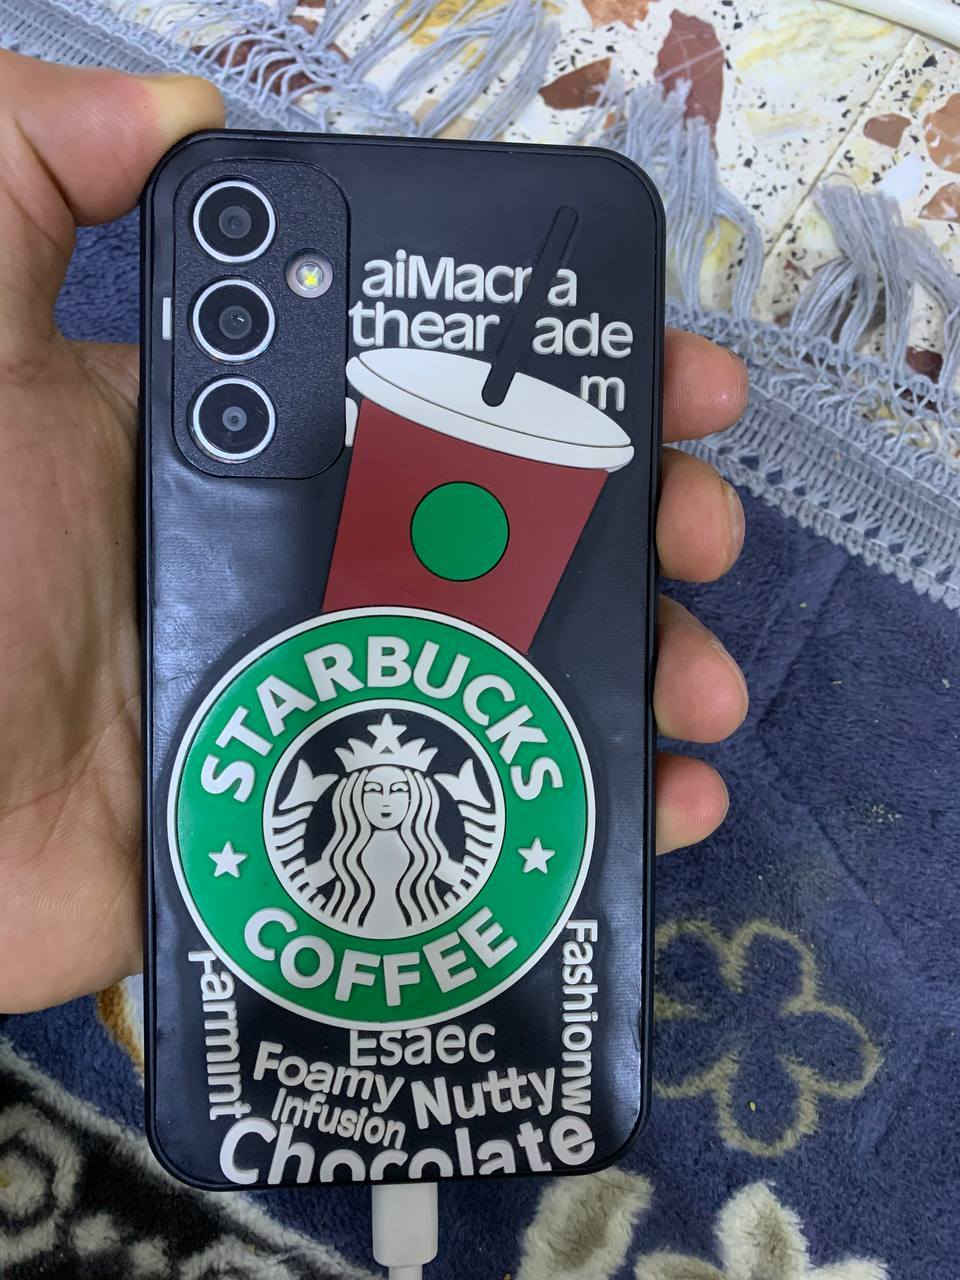 aiMacr a
thear ade
m
STARBUCKS
COFFEE
Farmint
Fashionw
Esaec
Foamy
Nutty
Infusion
Chocolate